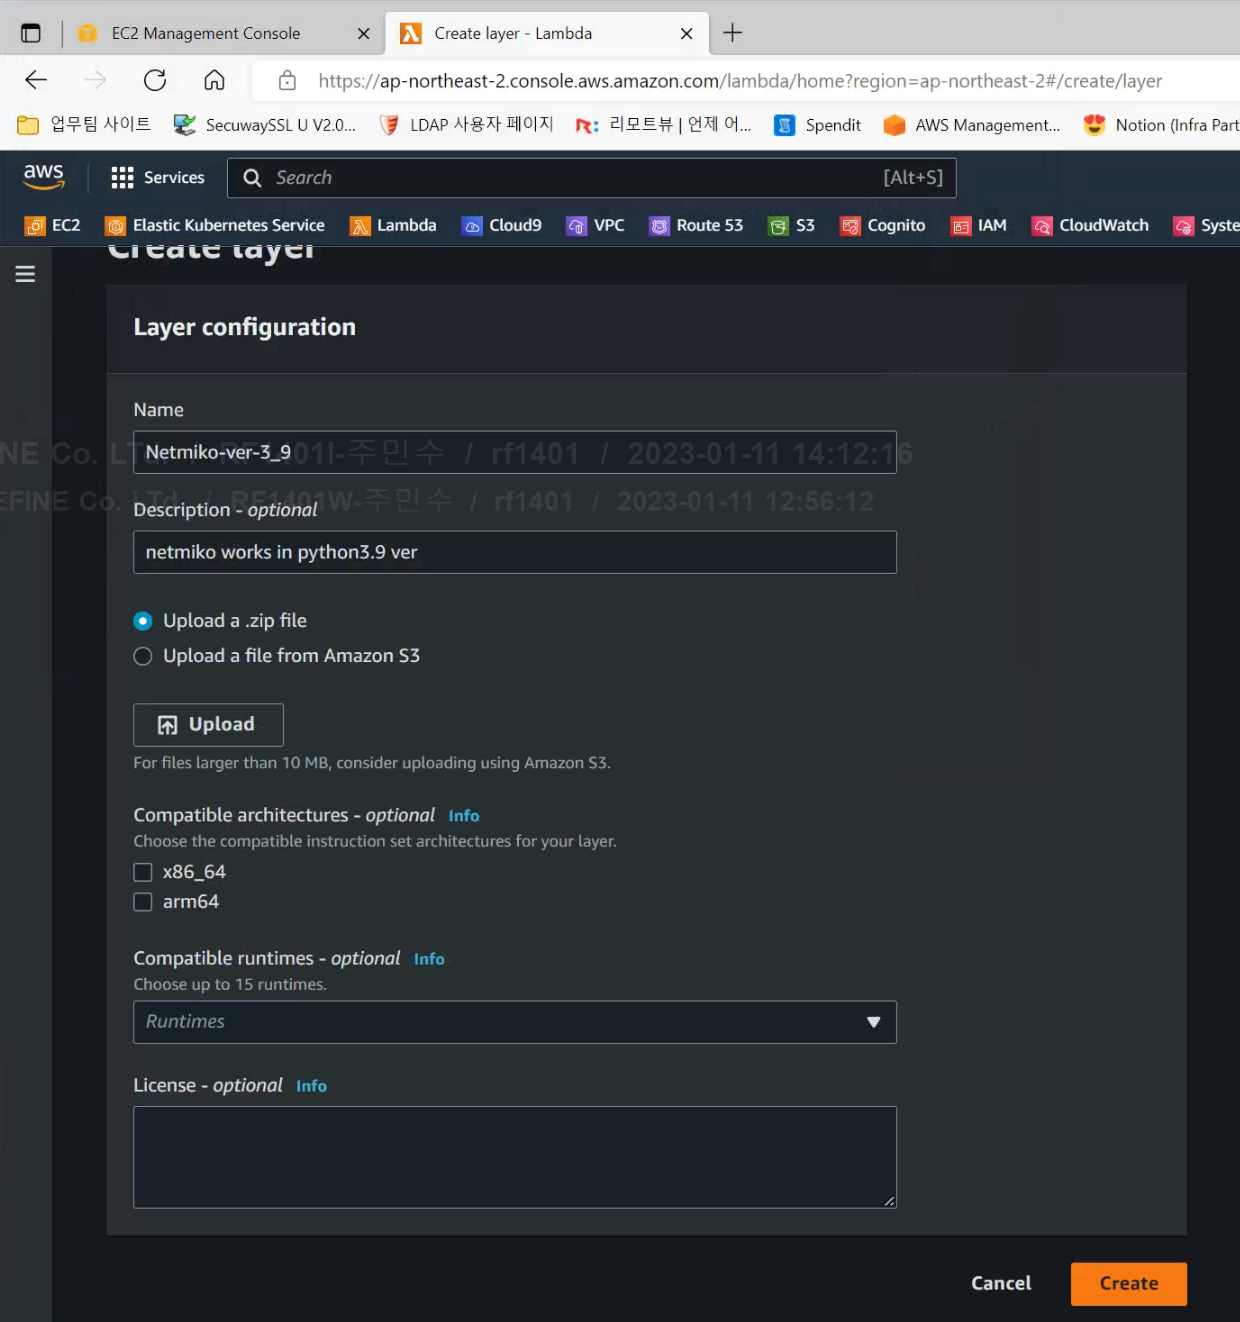 EC2 Management Console
Create layer - Lambda
https://ap-northeast-2.console.aws.amazon.com/lambda/home?region=ap-northeast-2#/create/layer
업무팀 사이트 SecuwaySSL U V2.0... LDAP 사용자 페이지 리모트뷰 | 언제 어... Spendit AWS Management... Notion (Infra Part
aws Services Search [Alt+S]
EC2 Elastic Kubernetes Service Lambda Cloud9 VPC Route 53 S3 Cognito IAM CloudWatch Syste
Create layer
Layer configuration
Name
Netmiko-ver-3_9
NE Co. LTd. / RF1401I-주민수 / rf1401 / 2023-01-11 14:12:16
EFINE Co. LTd. / RF1401W-주민수 / rf1401 / 2023-01-11 12:56:12
Description - optional
netmiko works in python3.9 ver
Upload a .zip file
Upload a file from Amazon S3
Upload
For files larger than 10 MB, consider uploading using Amazon S3.
Compatible architectures - optional Info
Choose the compatible instruction set architectures for your layer.
x86_64
arm64
Compatible runtimes - optional Info
Choose up to 15 runtimes.
Runtimes
License - optional Info
Cancel Create